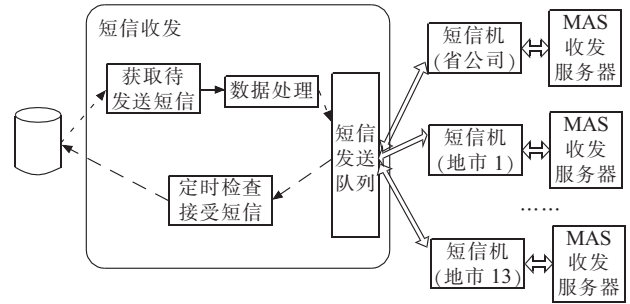 短信收发
获取待
发送短信
数据处理
短信
发送
队列
定时检查
接受短信
短信机
(省公司)
MAS
收发
服务器
短信机
(地市 1)
MAS
收发
服务器
……
短信机
(地市 13)
MAS
收发
服务器